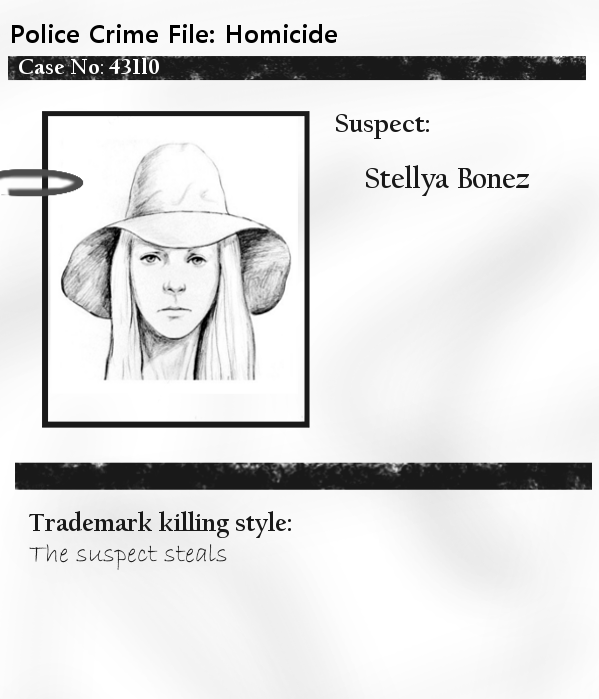 Police Crime File: Homicide
Case No: 43110
Suspect:
Stellya Bonez
Trademark killing style:
The suspect steals